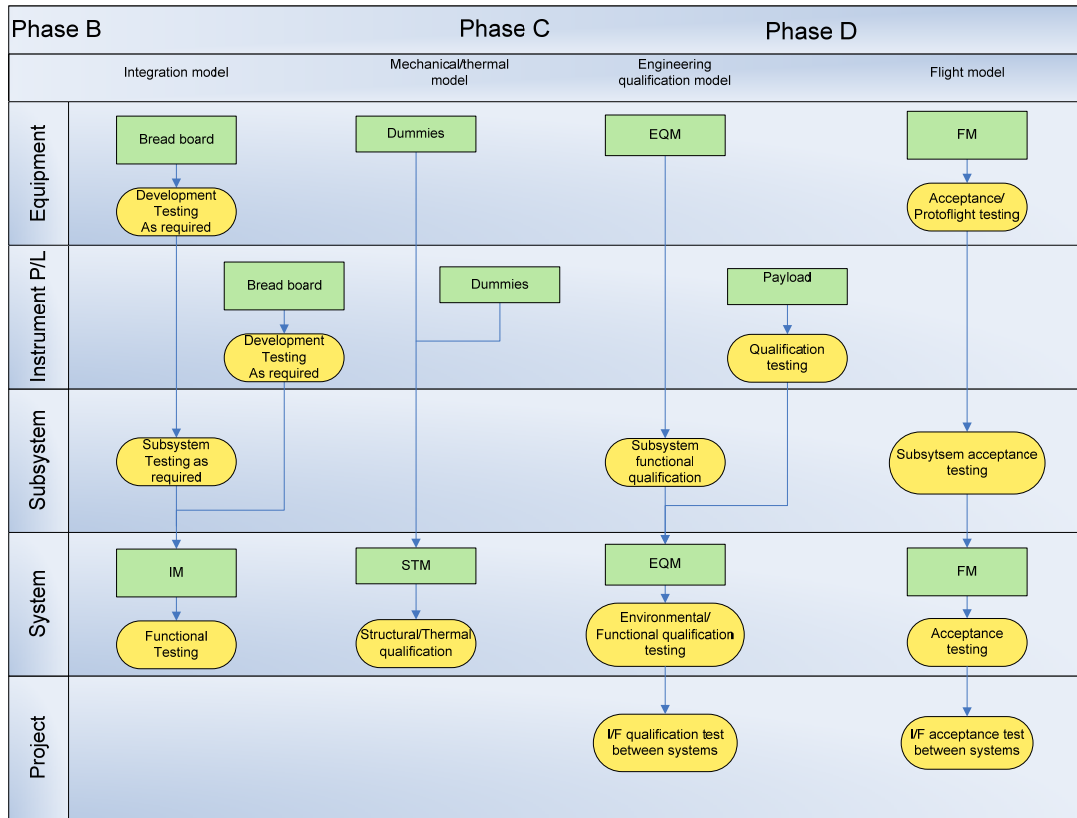 Phase B
Phase C
Phase D
Integration model
Mechanical/thermal
model
Engineering
qualification model
Flight model
Equipment
Bread board
Dummies
EQM
FM
Development
Testing
As required
Acceptance/
Protoflight testing
Instrument P/L
Bread board
Dummies
Payload
Development
Testing
As required
Qualification
testing
Subsystem
Subsystem
Testing as
required
Subsystem
functional
qualification
Subsytsem acceptance
testing
System
IM
STM
EQM
FM
Functional
Testing
Structural/Thermal
qualification
Environmental/
Functional qualification
testing
Acceptance
testing
Project
I/F qualification test
between systems
I/F acceptance test
between systems